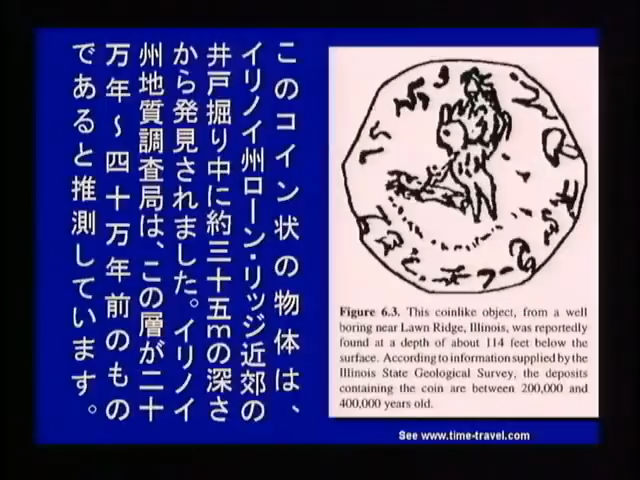 この コイン状の物体は、
イリノイ州ローン・リッジ近郊の
井戸掘り中に約三十五mの深さ
から発見されました。イリノイ
州地質調査局は、この層が二十
万年～四十万年前のもの
であると推測しています。
Figure 6.3. This coinlike object, from a well
boring near Lawn Ridge, Illinois, was reportedly
found at a depth of about 114 feet below the
surface. According to information supplied by the
Illinois State Geological Survey, the deposits
containing the coin are between 200,000 and
400,000 years old.
See www.time-travel.com